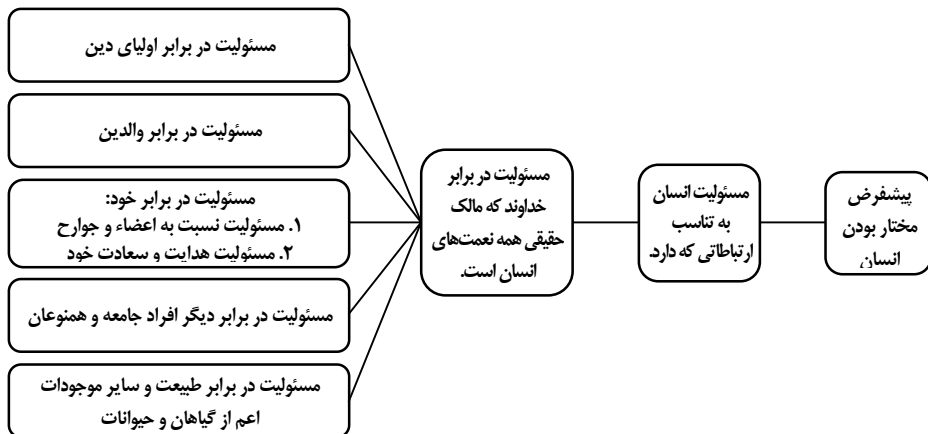 پیشفرض
مختار بودن
انسان
مسئولیت انسان
به تناسب
ارتباطاتی که دارد.
مسئولیت در برابر
خداوند که مالک
حقیقی همه نعمت‌های
انسان است.
مسئولیت در برابر اولیای دین
مسئولیت در برابر والدین
مسئولیت در برابر خود:
۱. مسئولیت نسبت به اعضاء و جوارح
۲. مسئولیت هدایت و سعادت خود
مسئولیت در برابر دیگر افراد جامعه و همنوعان
مسئولیت در برابر طبیعت و سایر موجودات
اعم از گیاهان و حیوانات